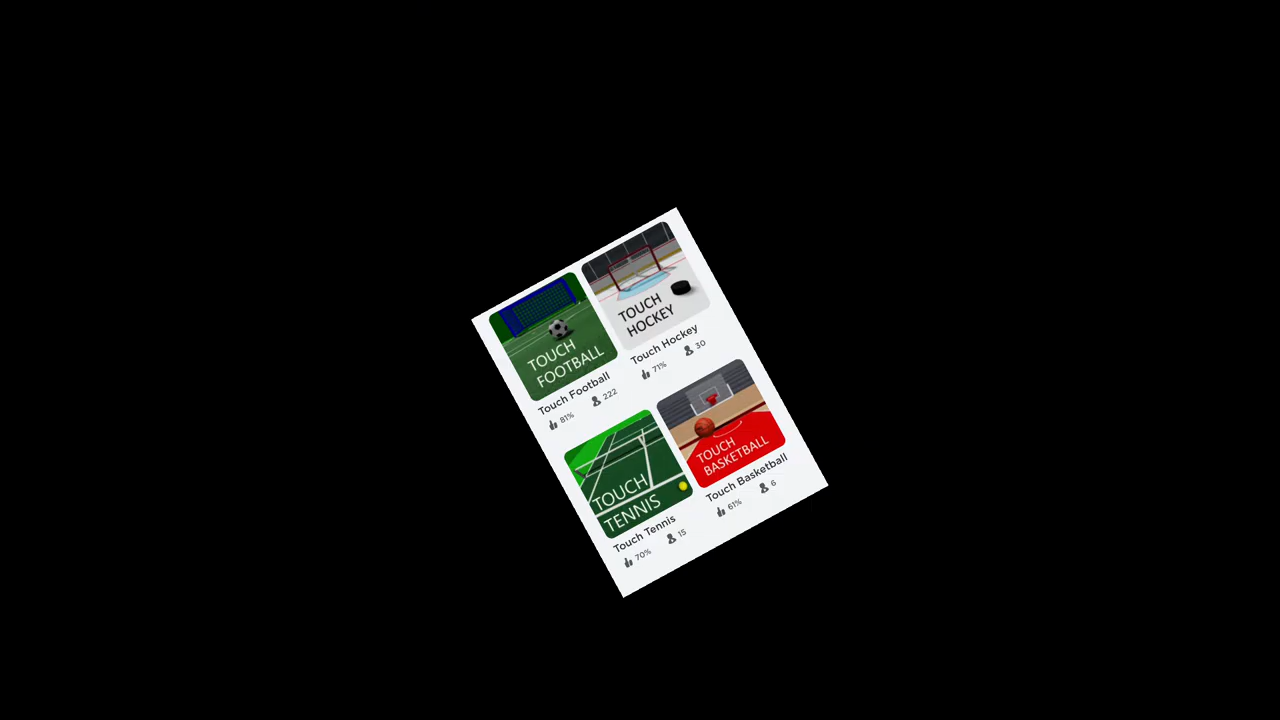 TOUCH
FOOTBALL
Touch Football
81% 222
TOUCH
HOCKEY
Touch Hockey
71% 30
TOUCH
TENNIS
Touch Tennis
70% 15
TOUCH
BASKETBALL
Touch Basketball
61% 6